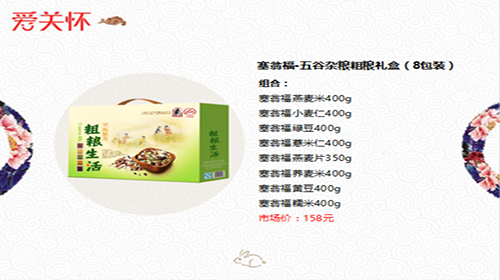 爱关怀
塞翁福-五谷杂粮粗粮礼盒（8包装）
组合：
塞翁福燕麦米400g
塞翁福小麦仁400g
塞翁福绿豆400g
塞翁福薏米仁400g
塞翁福燕麦片350g
塞翁福荞麦米400g
塞翁福黄豆400g
塞翁福糯米400g
市场价：158元
粗粮生活